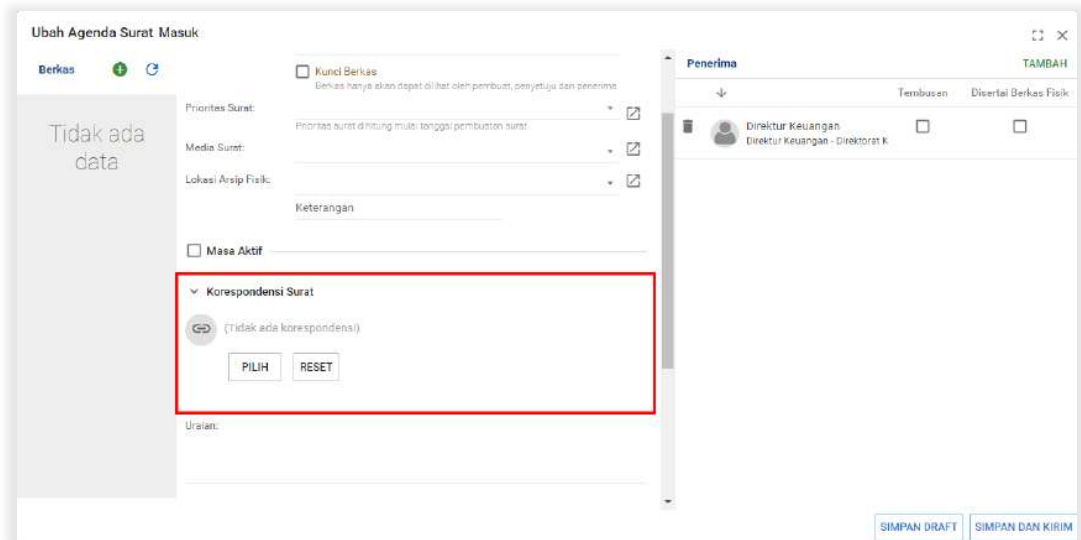 Ubah Agenda Surat Masuk
Berkas
Tidak ada
data
Kunci Berkas
Berkas hanya akan dapat dilihat oleh pembuat, penyetuju dan penerima
Prioritas Surat:
Prioritas surat dihitung mulai tanggal pembuatan surat.
Media Surat:
Lokasi Arsip Fisik:
Keterangan
Masa Aktif
Korespondensi Surat
(Tidak ada korespondensi)
PILIH RESET
Uraian:
Penerima TAMBAH
Tembusan Disertai Berkas Fisik
Direktur Keuangan
Direktur Keuangan - Direktorat K
SIMPAN DRAFT SIMPAN DAN KIRIM